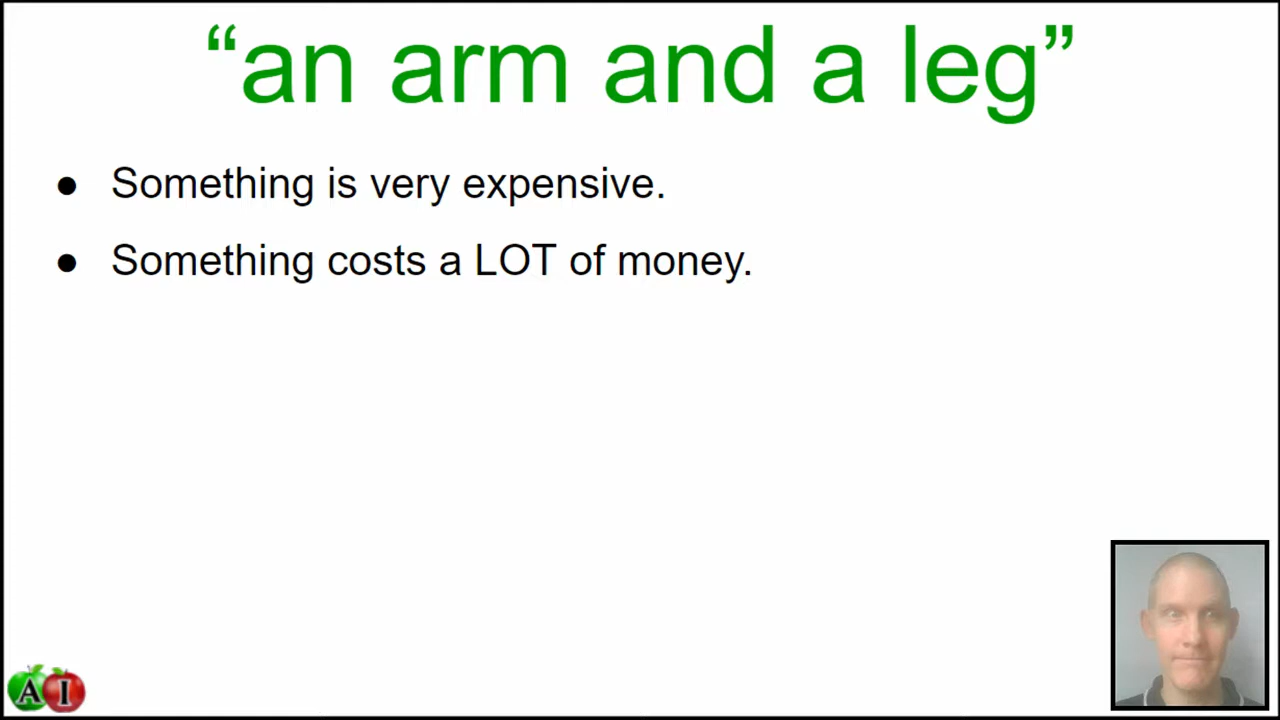 “an arm and a leg”
● Something is very expensive.
● Something costs a LOT of money.
A I